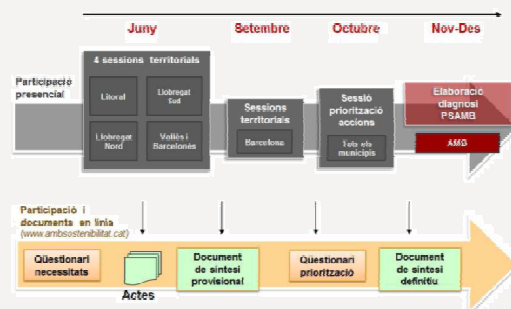 Juny
Setembre
Octubre
Nov-Des
4 sessions territorials
Participació
presencial
Litoral
Llobregat
Sud
Llobregat
Nord
Vallès i
Barcelonès
Sessions
territorials
Barcelona
Sessió
priorització
accions
Tots els
municipis
Elaboració
diagnosi
PSAMB
AMB
Participació i
documents en línia
(www.ambsostenibilitat.cat)
Qüestionari
necessitats
Actes
Document
de síntesi
provisional
Qüestionari
priorització
Document
de síntesi
definitiu